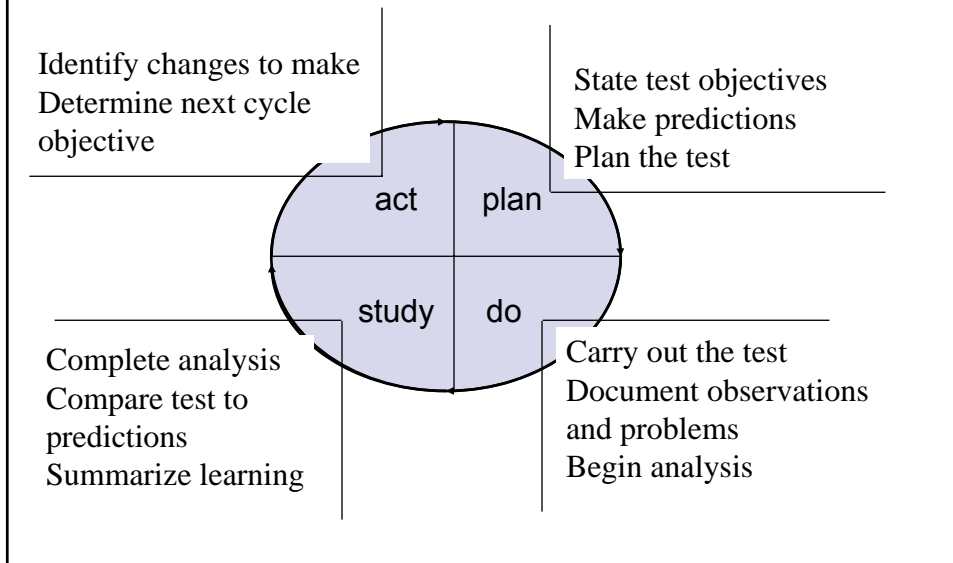 Identify changes to make
Determine next cycle
objective
State test objectives
Make predictions
Plan the test
act
plan
study
do
Complete analysis
Compare test to
predictions
Summarize learning
Carry out the test
Document observations
and problems
Begin analysis